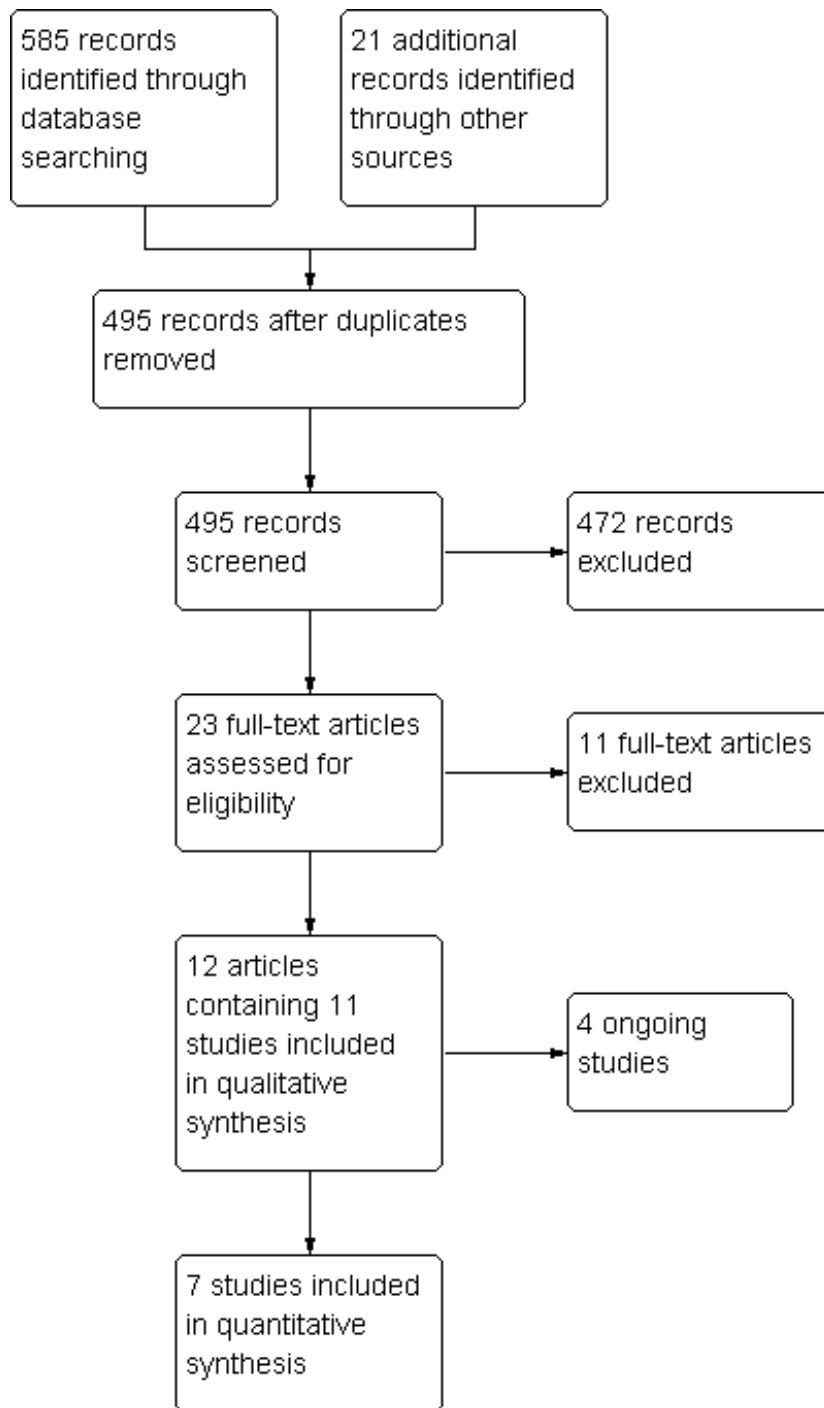 585 records
identified through
database
searching
21 additional
records identified
through other
sources
495 records after duplicates
removed
495 records
screened
472 records
excluded
23 full-text articles
assessed for
eligibility
11 full-text articles
excluded
12 articles
containing 11
studies included
in qualitative
synthesis
4 ongoing
studies
7 studies included
in quantitative
synthesis